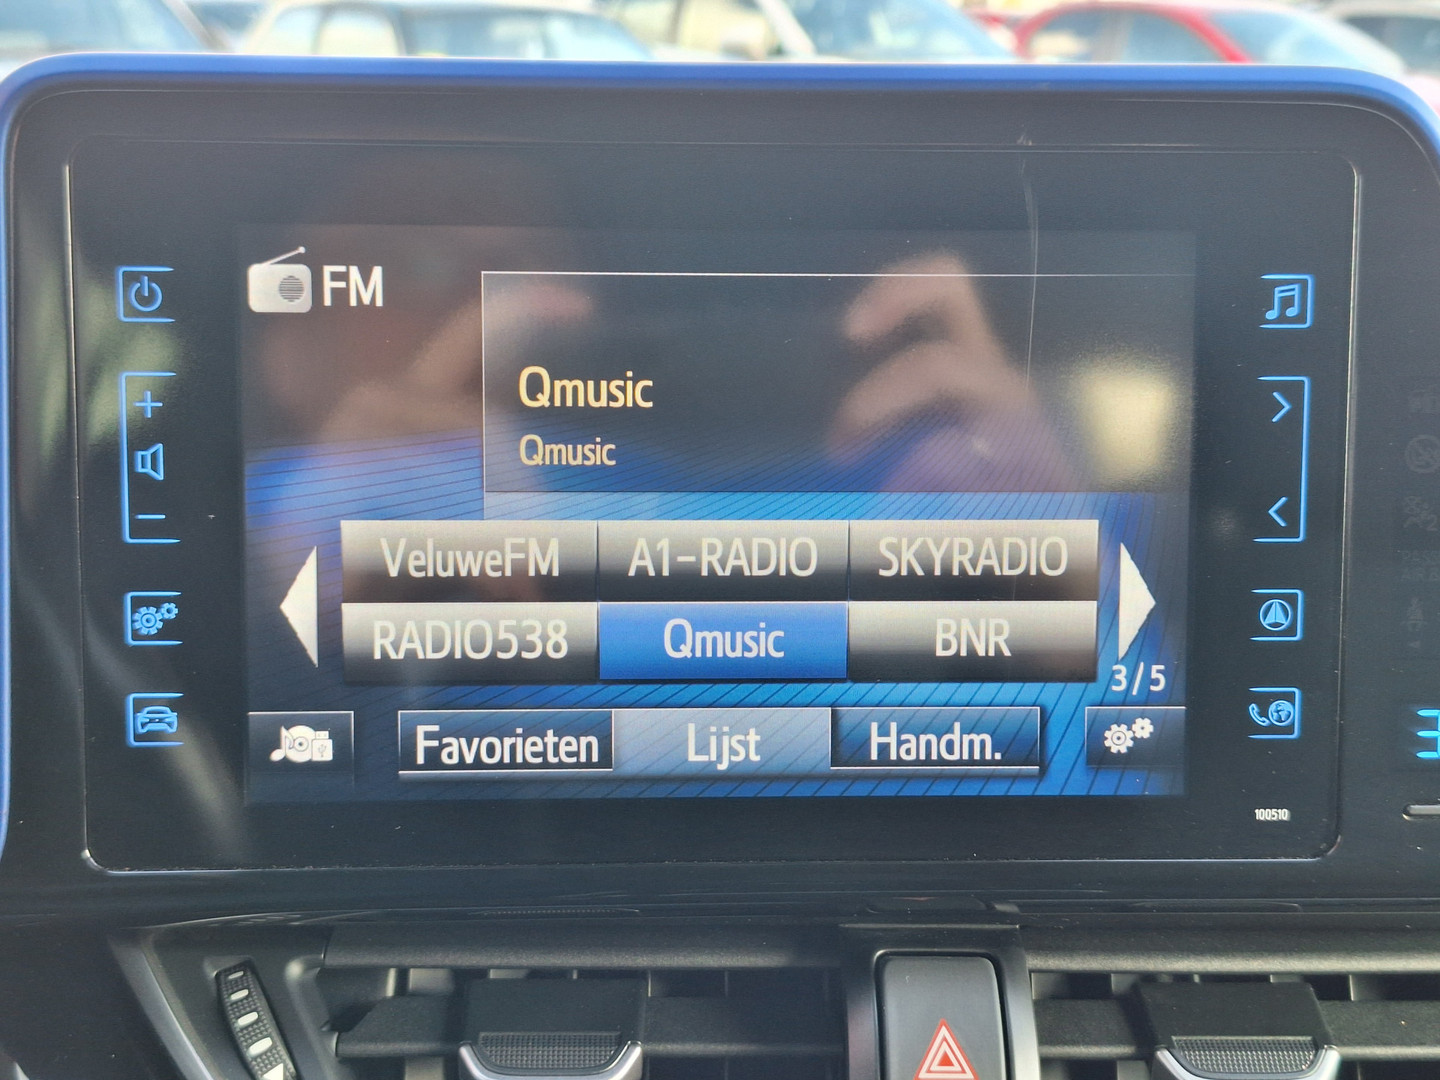 FM
Qmusic
Qmusic
VeluweFM A1-RADIO SKYRADIO
RADIO538 Qmusic BNR
3/5
Favorieten Lijst Handm.
100510